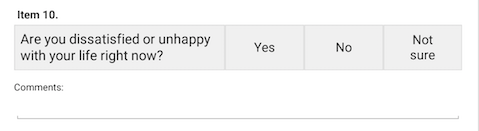 Item 10.
Are you dissatisfied or unhappy
with your life right now?
Yes
No
Not
sure
Comments: